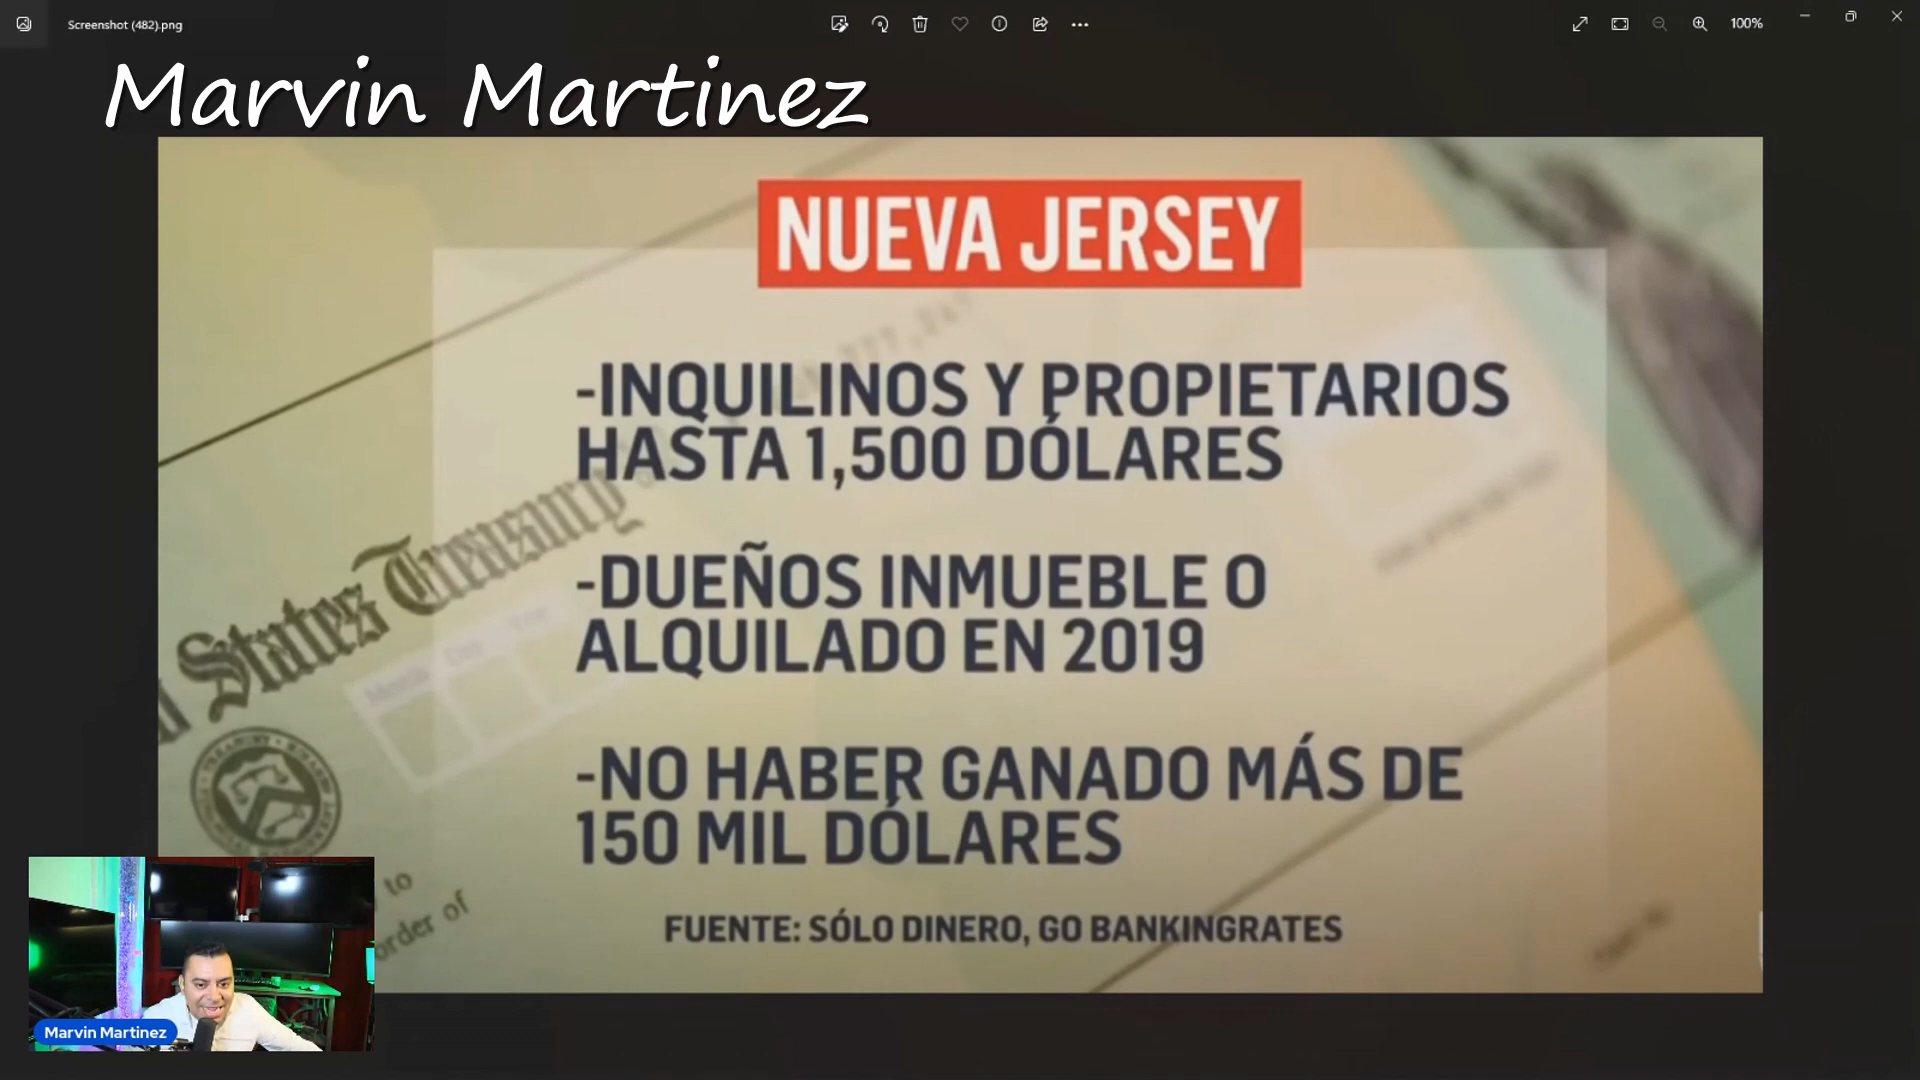 Screenshot (482).png
100%
Marvin Martinez
NUEVA JERSEY
-INQUILINOS Y PROPIETARIOS
HASTA 1,500 DÓLARES
-DUEÑOS INMUEBLE O
ALQUILADO EN 2019
-NO HABER GANADO MÁS DE
150 MIL DÓLARES
FUENTE: SÓLO DINERO, GO BANKINGRATES
States Treasury
to
order of
Marvin Martinez